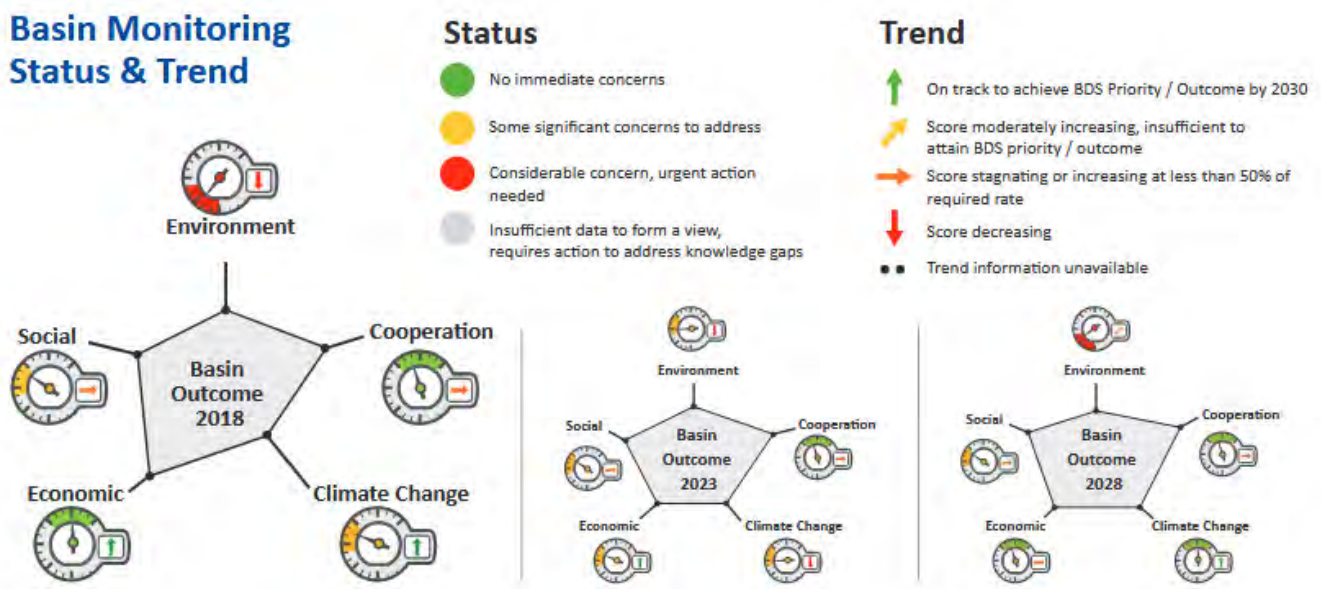 Basin Monitoring
Status & Trend
Status
No immediate concerns
Some significant concerns to address
Considerable concern, urgent action
needed
Insufficient data to form a view,
requires action to address knowledge gaps
Trend
On track to achieve BDS Priority / Outcome by 2030
Score moderately increasing, insufficient to
attain BDS priority / outcome
Score stagnating or increasing at less than 50% of
required rate
Score decreasing
Trend information unavailable
Environment
Social
Cooperation
Basin
Outcome
2018
Economic
Climate Change
Environment
Social
Cooperation
Basin
Outcome
2023
Economic
Climate Change
Environment
Social
Cooperation
Basin
Outcome
2028
Economic
Climate Change